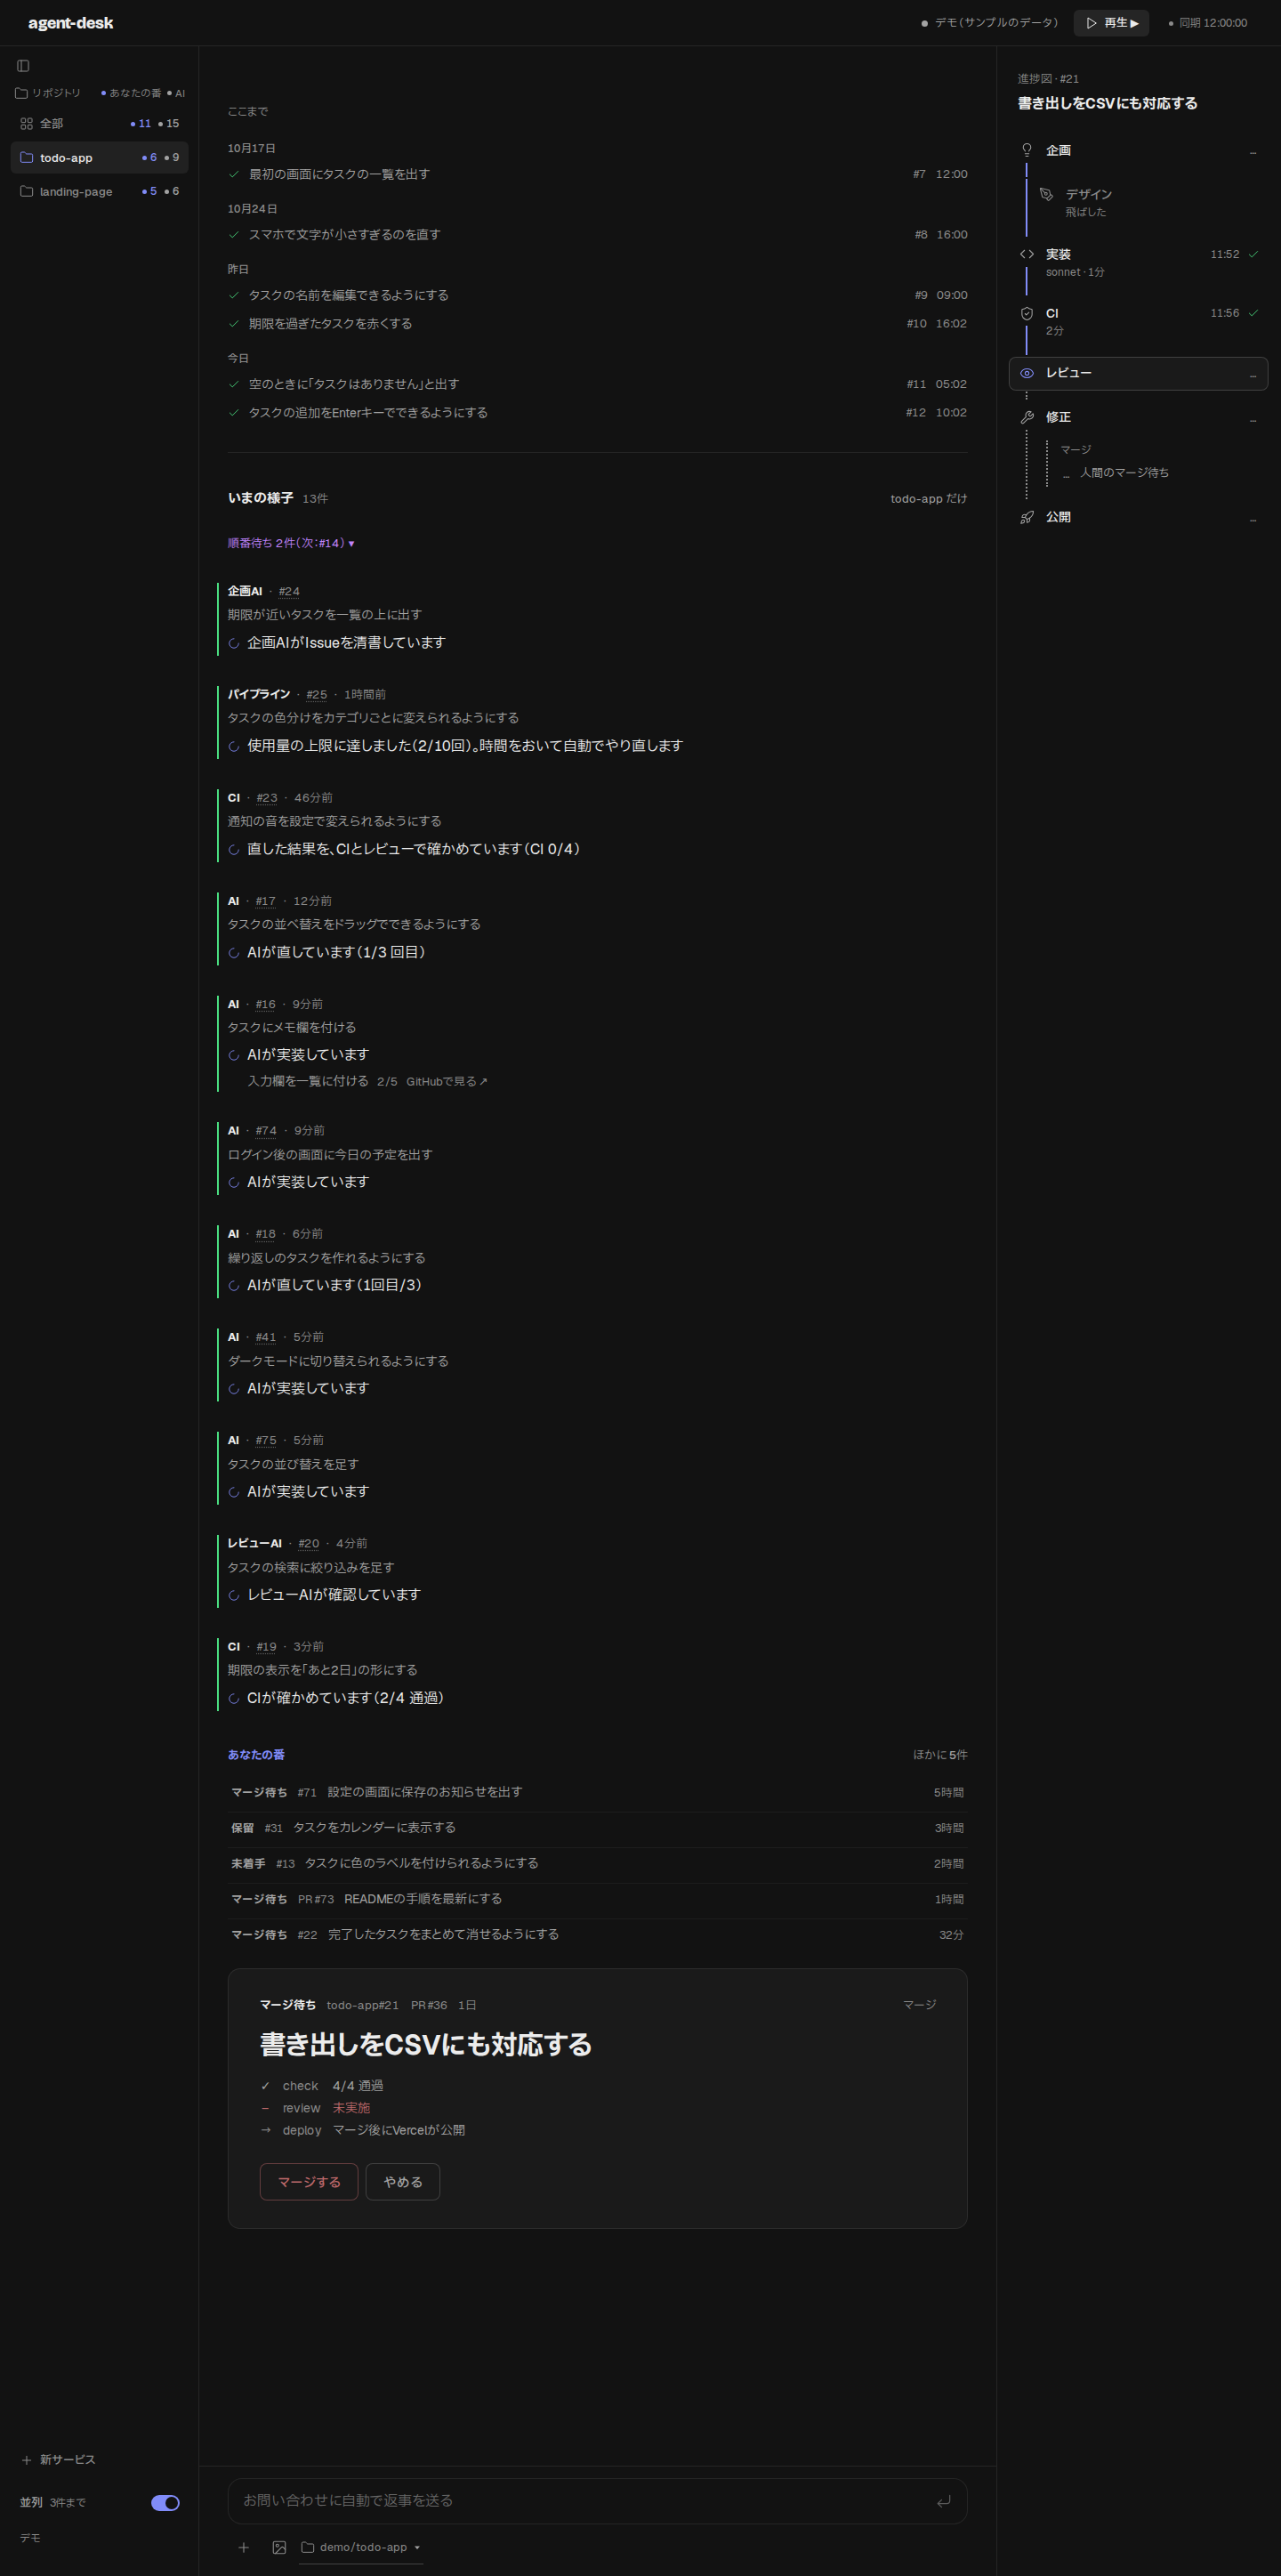 agent-desk
デモ（サンプルのデータ） 再生 ▶ 同期 12:00:00
リポジトリ あなたの番 AI
全部 11 15
todo-app 6 9
landing-page 5 6
ここまで
10月17日
最初の画面にタスクの一覧を出す #7 12:00
10月24日
スマホで文字が小さすぎるのを直す #8 16:00
昨日
タスクの名前を編集できるようにする #9 09:00
期限を過ぎたタスクを赤くする #10 16:02
今日
空のときに「タスクはありません」と出す #11 05:02
タスクの追加をEnterキーでできるようにする #12 10:02
いまの様子 13件 todo-app だけ
順番待ち 2件（次：#14） ▾
企画AI · #24
期限が近いタスクを一覧の上に出す
企画AIがIssueを清書しています
パイプライン · #25 · 1時間前
タスクの色分けをカテゴリごとに変えられるようにする
使用量の上限に達しました（2/10回）。時間をおいて自動でやり直します
CI · #23 · 46分前
通知の音を設定で変えられるようにする
直した結果を、CIとレビューで確かめています（CI 0/4）
AI · #17 · 12分前
タスクの並べ替えをドラッグでできるようにする
AIが直しています（1/3 回目）
AI · #16 · 9分前
タスクにメモ欄を付ける
AIが実装しています
入力欄を一覧に付ける 2/5 GitHubで見る ↗
AI · #74 · 9分前
ログイン後の画面に今日の予定を出す
AIが実装しています
AI · #18 · 6分前
繰り返しのタスクを作れるようにする
AIが直しています（1回目/3）
AI · #41 · 5分前
ダークモードに切り替えられるようにする
AIが実装しています
AI · #75 · 5分前
タスクの並び替えを足す
AIが実装しています
レビューAI · #20 · 4分前
タスクの検索に絞り込みを足す
レビューAIが確認しています
CI · #19 · 3分前
期限の表示を「あと2日」の形にする
CIが確かめています（2/4 通過）
あなたの番 ほかに 5件
マージ待ち #71 設定の画面に保存のお知らせを出す 5時間
保留 #31 タスクをカレンダーに表示する 3時間
未着手 #13 タスクに色のラベルを付けられるようにする 2時間
マージ待ち PR #73 READMEの手順を最新にする 1時間
マージ待ち #22 完了したタスクをまとめて消せるようにする 32分
マージ待ち todo-app#21 PR #36 1日 マージ
書き出しをCSVにも対応する
✓ check 4/4 通過
– review 未実施
→ deploy マージ後にVercelが公開
マージする やめる
お問い合わせに自動で返事を送る
demo/todo-app
新サービス
並列 3件まで
デモ
進捗図 · #21
書き出しをCSVにも対応する
企画 …
デザイン
飛ばした
実装 11:52
sonnet · 1分
CI 11:56
2分
レビュー …
修正 …
マージ
… 人間のマージ待ち
公開 …